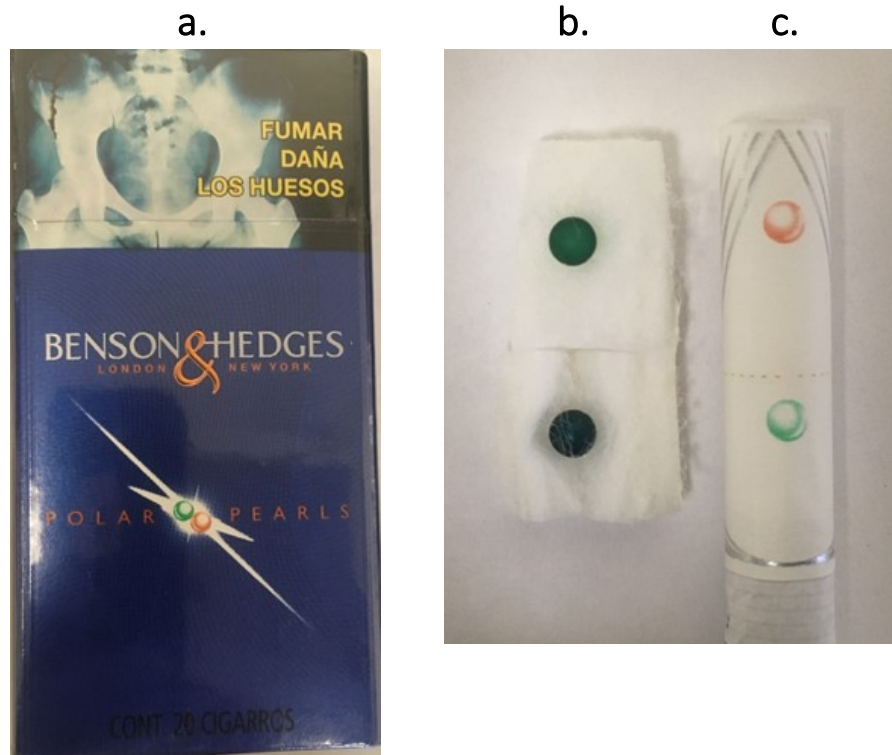 a.
b.
c.
FUMAR
DAÑA
LOS HUESOS
BENSON & HEDGES
LONDON NEW YORK
POLAR PEARLS
CONT. 20 CIGARROS